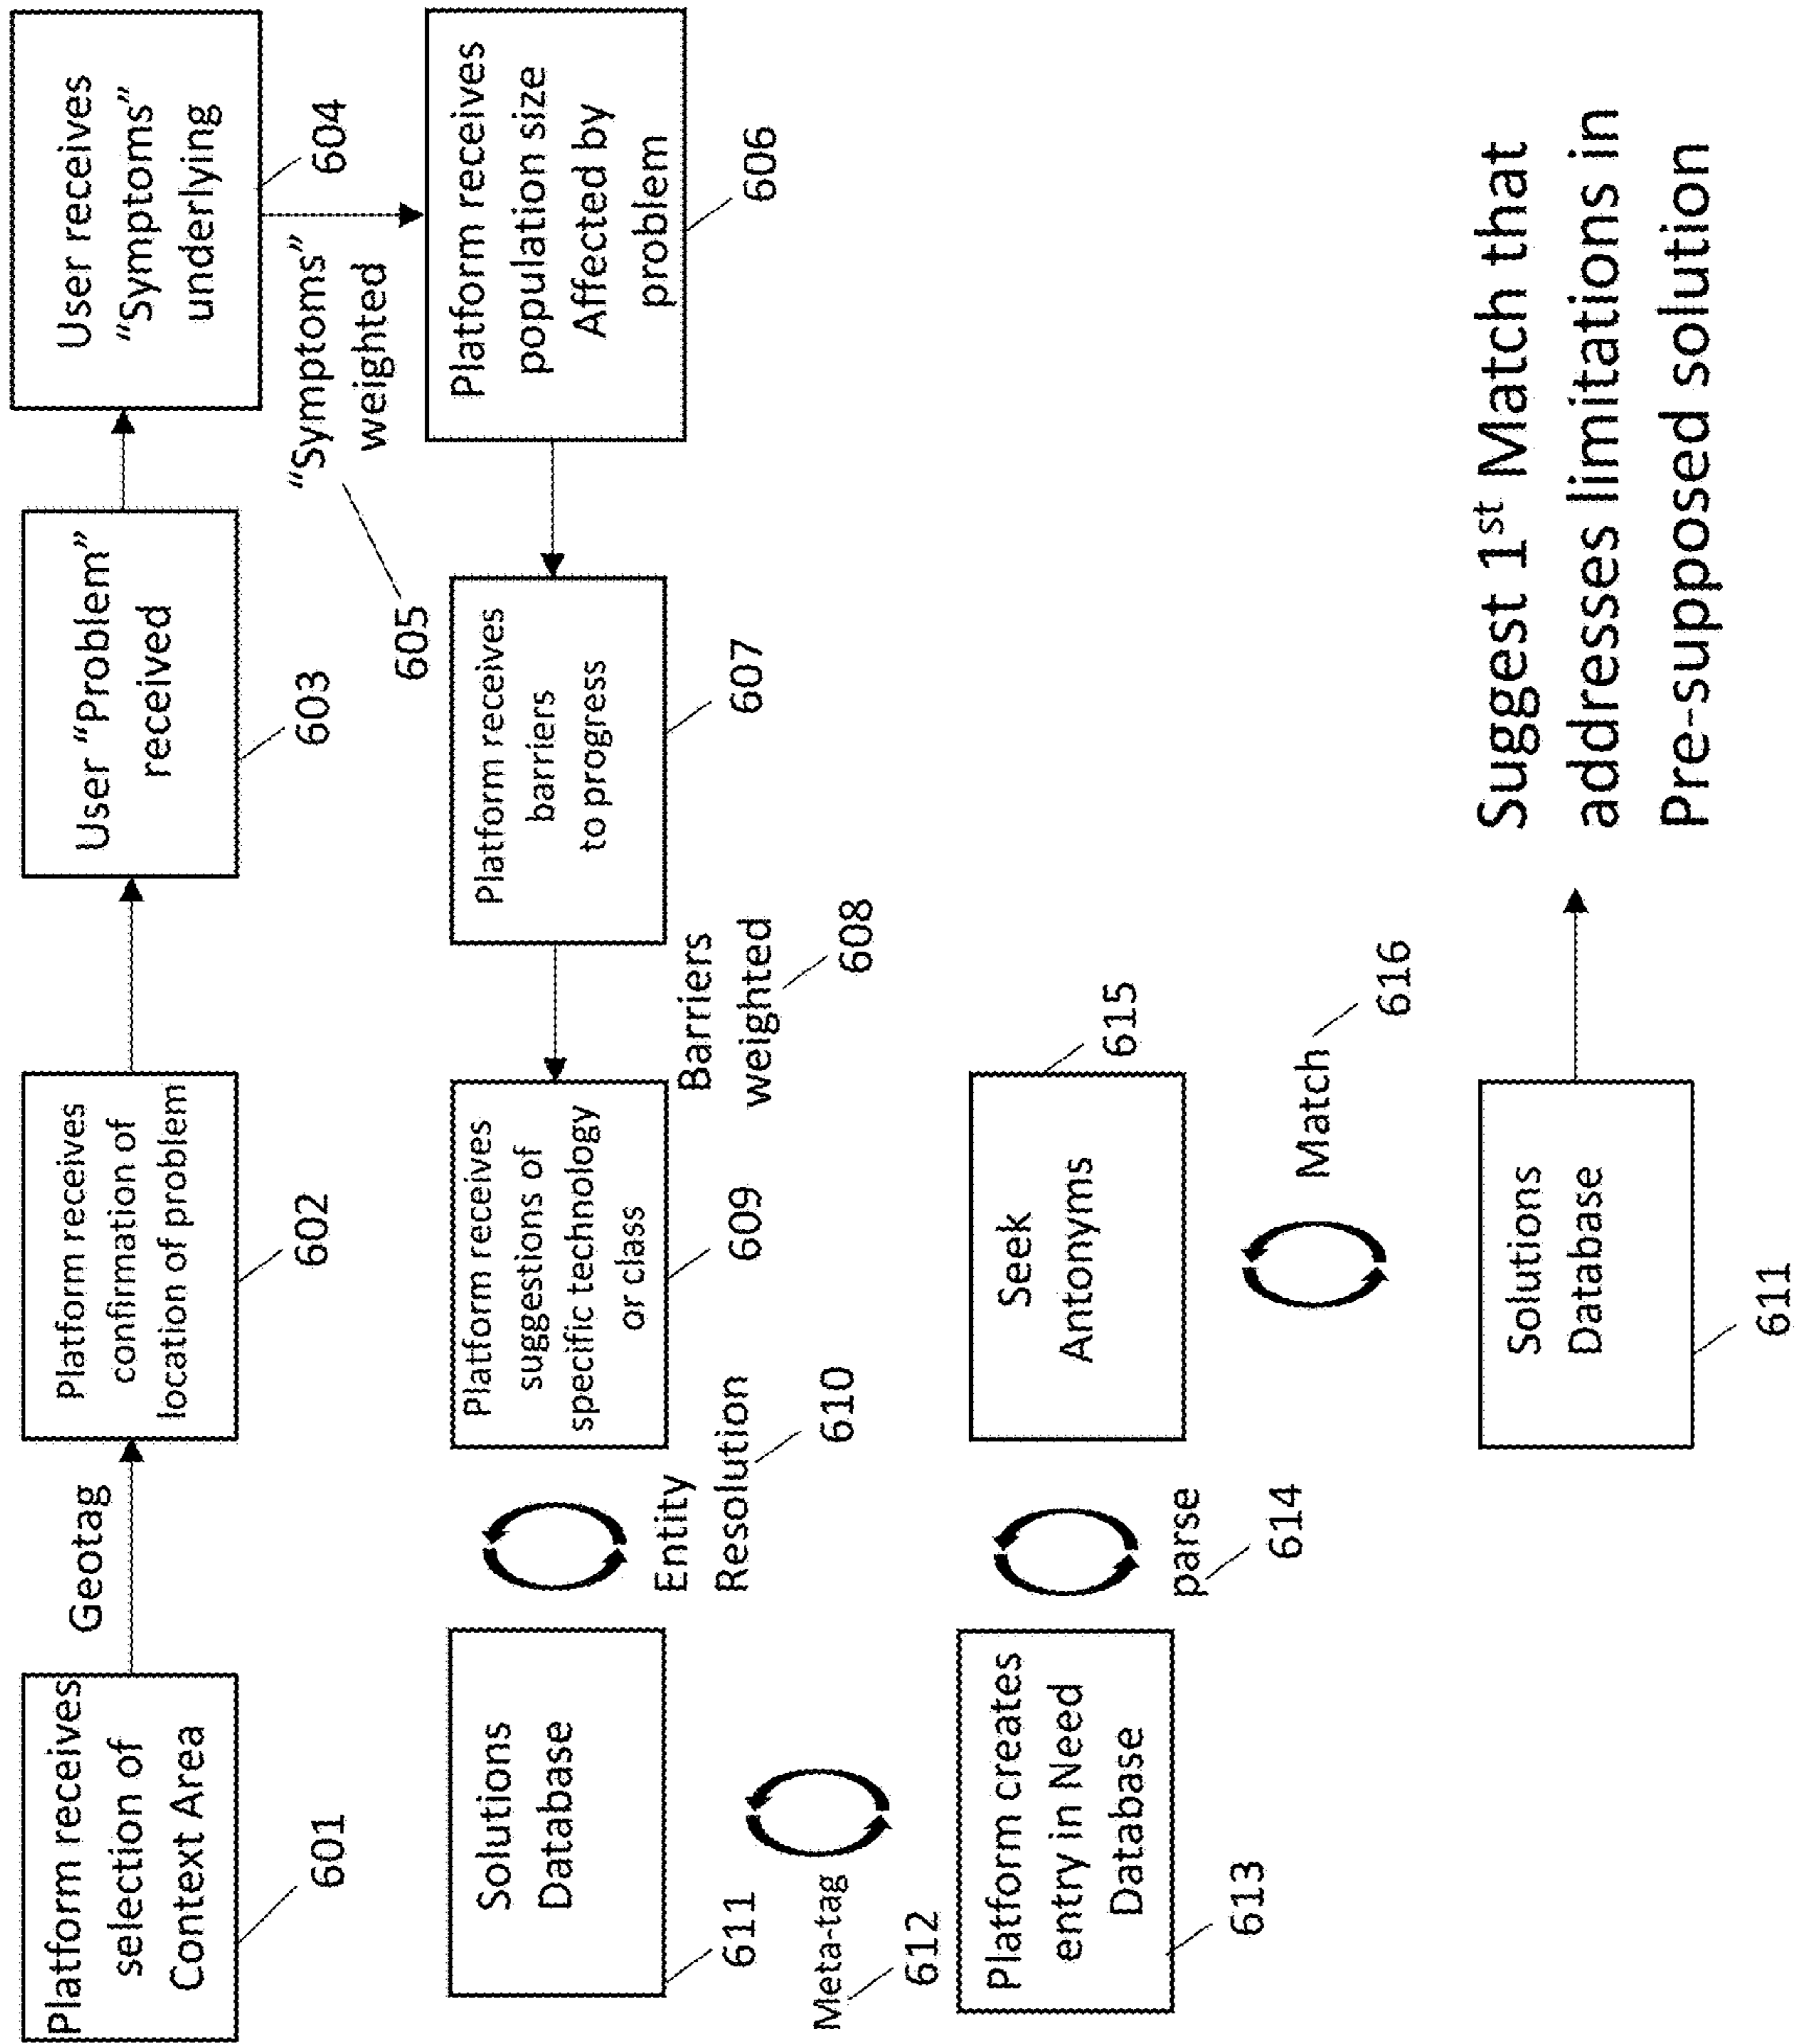 Platform receives
selection of
Context Area
601
Geotag
Platform receives
confirmation of
location of problem
602
User “Problem”
received
603
User receives
“Symptoms”
underlying
604
“Symptoms”
weighted
605
Platform receives
population size
Affected by
problem
606
Platform receives
barriers
to progress
607
Barriers
weighted
608
Platform receives
suggestions of
specific technology
or class
609
Entity
Resolution
610
Solutions
Database
611
Meta-tag
612
Platform creates
entry in Need
Database
613
parse
614
Seek
Antonyms
615
Match
616
Solutions
Database
611
Suggest 1st Match that
addresses limitations in
Pre-supposed solution